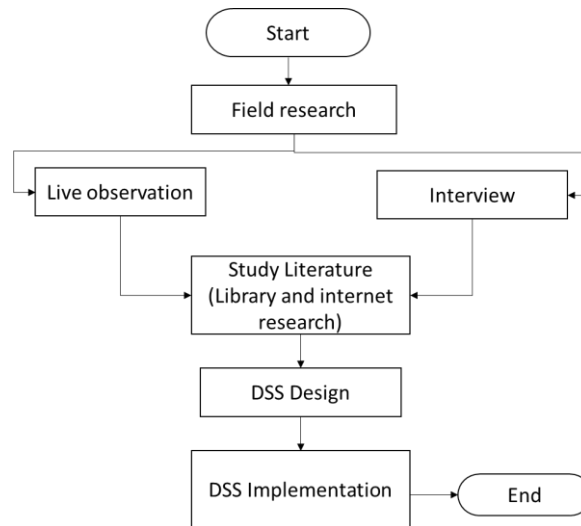 Start
Field research
Live observation
Interview
Study Literature
(Library and internet
research)
DSS Design
DSS Implementation
End